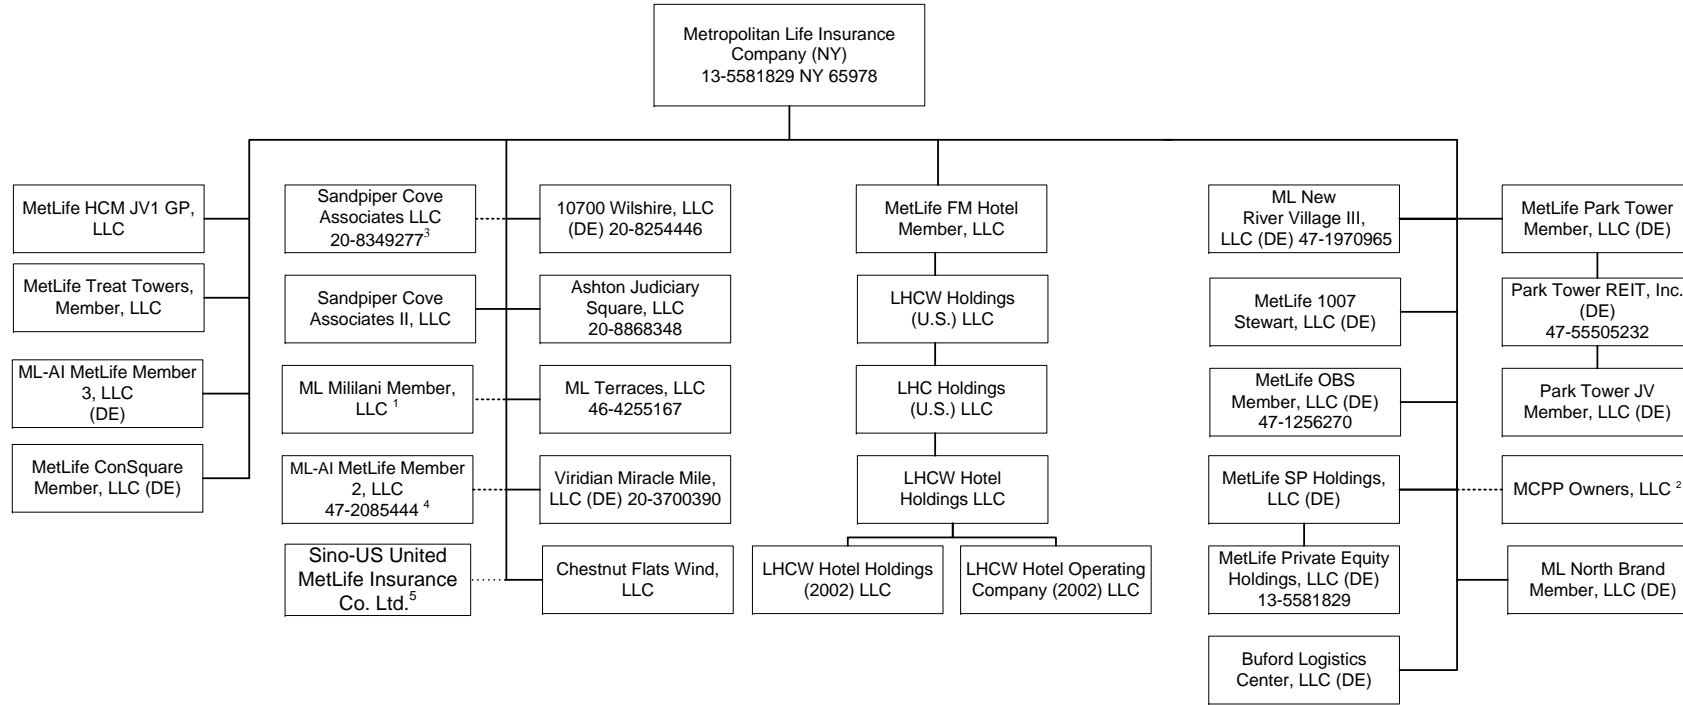 Metropolitan Life Insurance
Company (NY)
13-5581829 NY 65978
MetLife HCM JV1 GP,
LLC
MetLife Treat Towers,
Member, LLC
ML-AI MetLife Member
3, LLC
(DE)
MetLife ConSquare
Member, LLC (DE)
Sandpiper Cove
Associates LLC
20-8349277³
Sandpiper Cove
Associates II, LLC
ML Mililani Member,
LLC ¹
ML-AI MetLife Member
2, LLC
47-2085444 ⁴
Sino-US United
MetLife Insurance
Co. Ltd.⁵
10700 Wilshire, LLC
(DE) 20-8254446
Ashton Judiciary
Square, LLC
20-8868348
ML Terraces, LLC
46-4255167
Viridian Miracle Mile,
LLC (DE) 20-3700390
Chestnut Flats Wind,
LLC
MetLife FM Hotel
Member, LLC
LHCW Holdings
(U.S.) LLC
LHC Holdings
(U.S.) LLC
LHCW Hotel
Holdings LLC
LHCW Hotel Holdings
(2002) LLC
LHCW Hotel Operating
Company (2002) LLC
ML New
River Village III,
LLC (DE) 47-1970965
MetLife 1007
Stewart, LLC (DE)
MetLife OBS
Member, LLC (DE)
47-1256270
MetLife SP Holdings,
LLC (DE)
MetLife Private Equity
Holdings, LLC (DE)
13-5581829
Buford Logistics
Center, LLC (DE)
MetLife Park Tower
Member, LLC (DE)
Park Tower REIT, Inc.
(DE)
47-55505232
Park Tower JV
Member, LLC (DE)
MCPP Owners, LLC ²
ML North Brand
Member, LLC (DE)